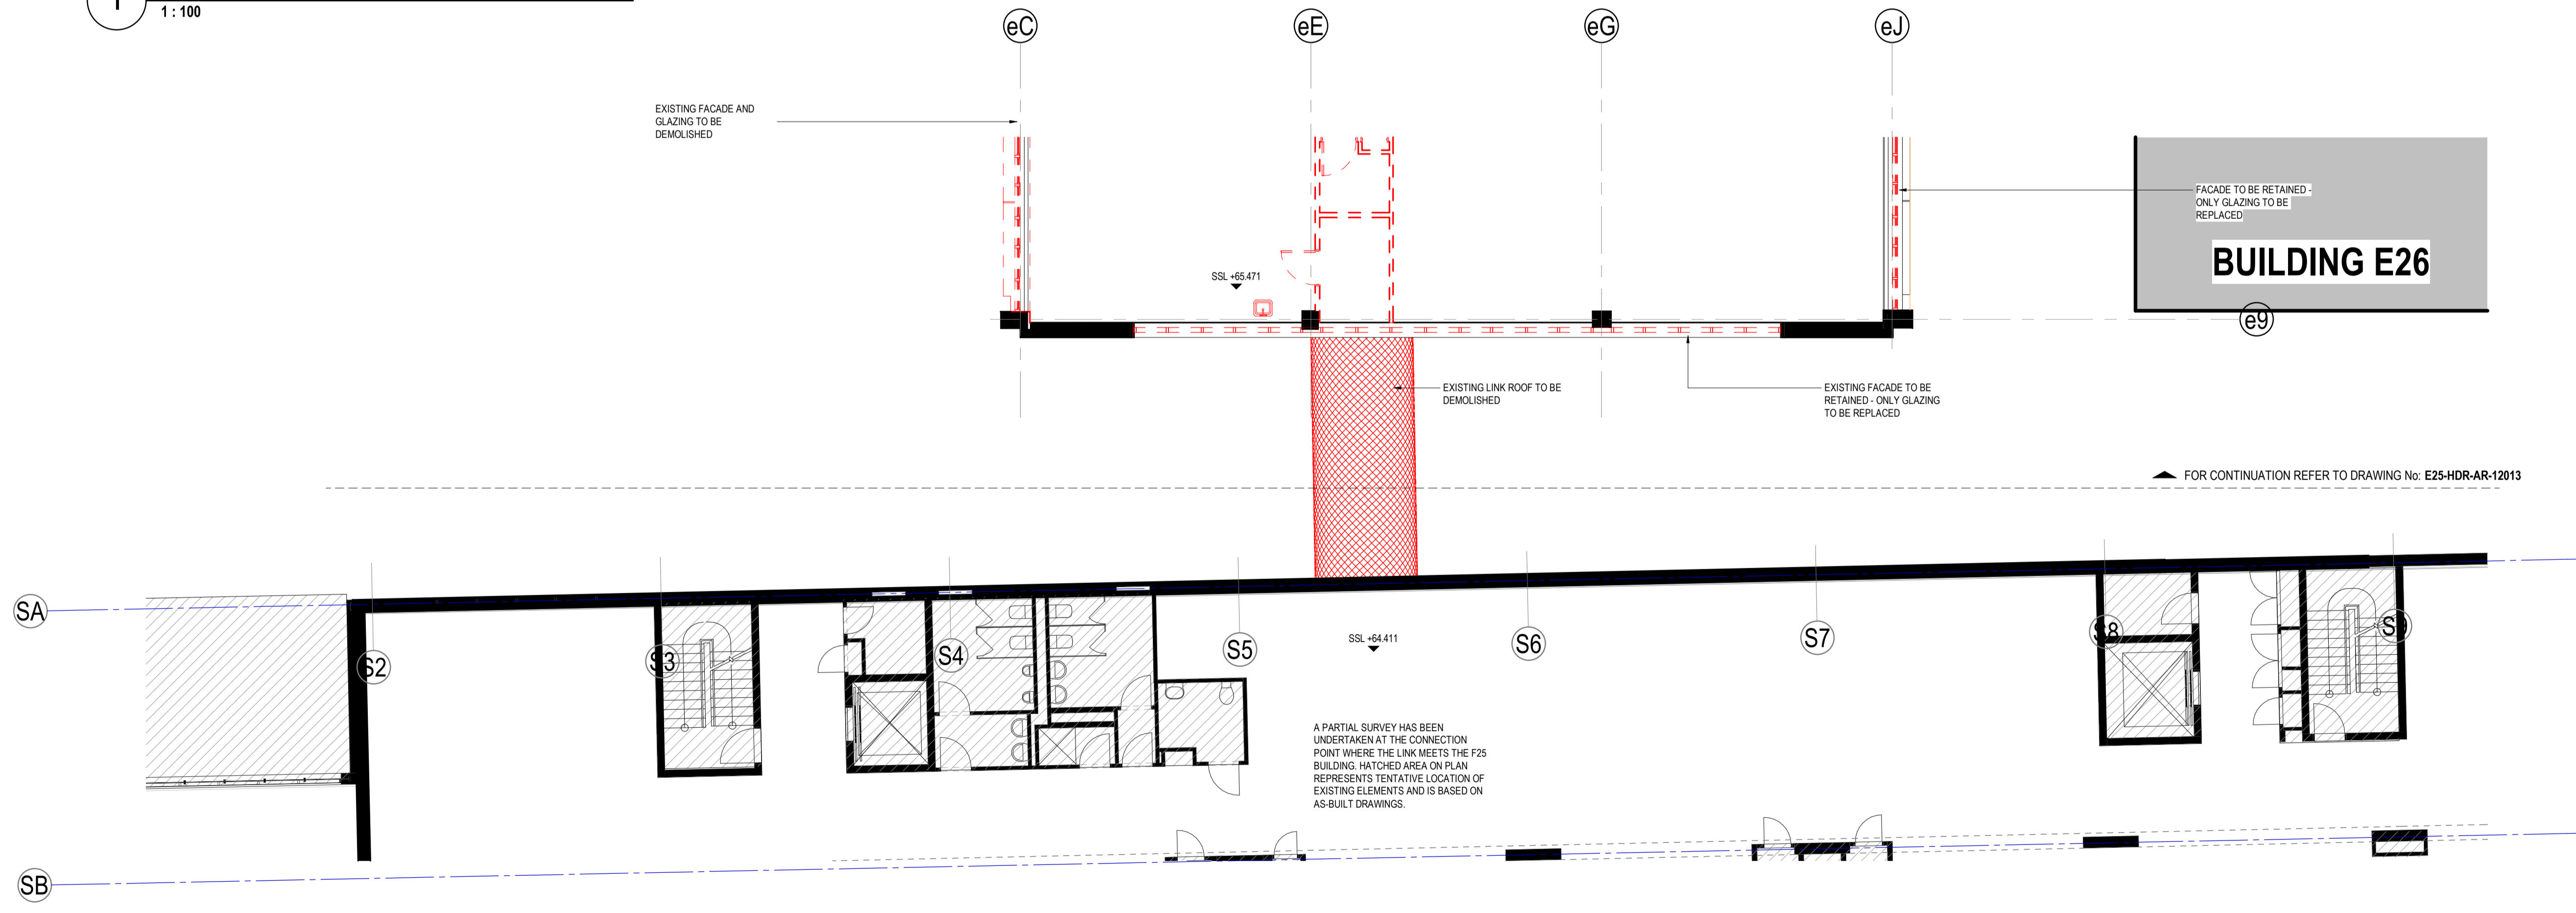 1 : 100
eC
eE
eG
eJ
EXISTING FACADE AND
GLAZING TO BE
DEMOLISHED
FACADE TO BE RETAINED -
ONLY GLAZING TO BE
REPLACED
BUILDING E26
SSL +65.471
e9
EXISTING LINK ROOF TO BE
DEMOLISHED
EXISTING FACADE TO BE
RETAINED - ONLY GLAZING
TO BE REPLACED
FOR CONTINUATION REFER TO DRAWING No: E25-HDR-AR-12013
SA
S2
S3
S4
S5
S6
S7
S8
S9
SSL +64.411
A PARTIAL SURVEY HAS BEEN
UNDERTAKEN AT THE CONNECTION
POINT WHERE THE LINK MEETS THE F25
BUILDING. HATCHED AREA ON PLAN
REPRESENTS TENTATIVE LOCATION OF
EXISTING ELEMENTS AND IS BASED ON
AS-BUILT DRAWINGS.
SB